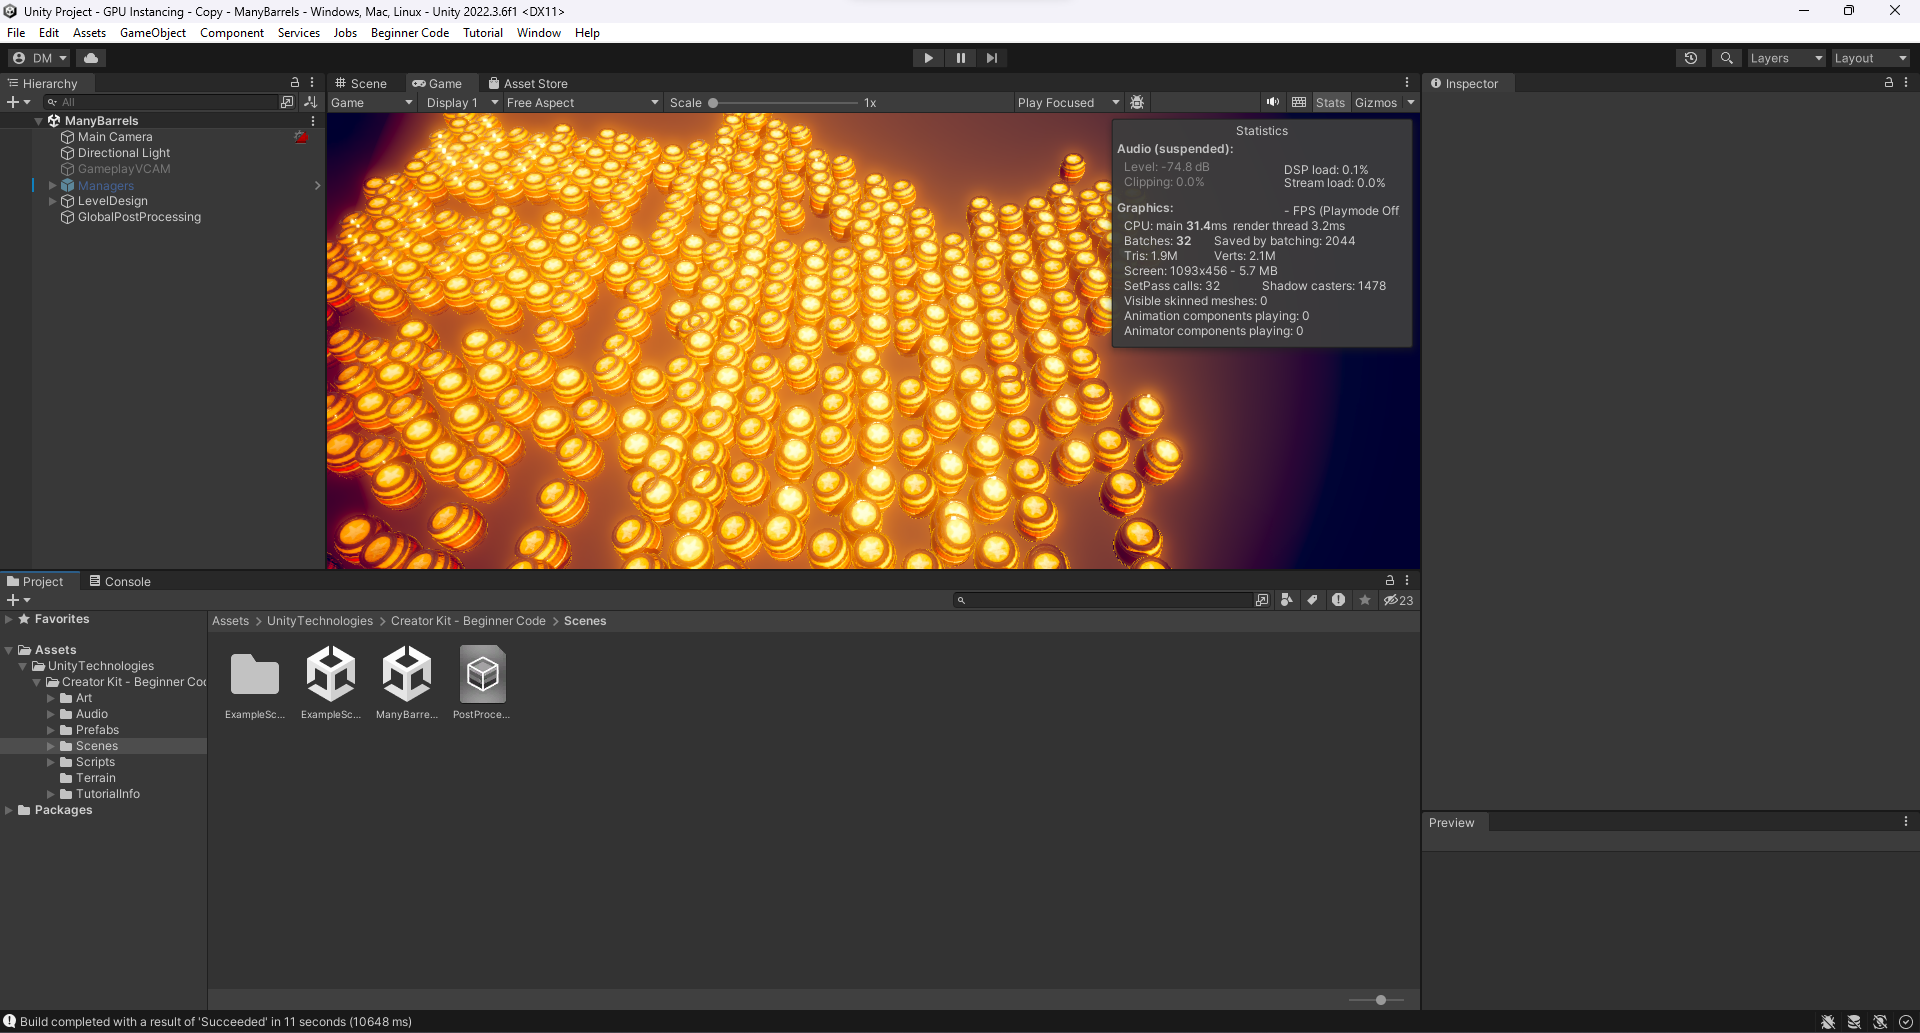 Unity Project - GPU Instancing - Copy - ManyBarrels - Windows, Mac, Linux - Unity 2022.3.6f1 <DX11>
File Edit Assets GameObject Component Services Jobs Beginner Code Tutorial Window Help
DM Layers Layout
Hierarchy
All
ManyBarrels
Main Camera
Directional Light
GameplayVCAM
Managers
LevelDesign
GlobalPostProcessing
Scene Game Asset Store
Game Display 1 Free Aspect Scale 1x Play Focused Stats Gizmos
Statistics
Audio (suspended):
Level: -74.8 dB DSP load: 0.1%
Clipping: 0.0% Stream load: 0.0%
Graphics: - FPS (Playmode Off
CPU: main 31.4ms render thread 3.2ms
Batches: 32 Saved by batching: 2044
Tris: 1.9M Verts: 2.1M
Screen: 1093x456 - 5.7 MB
SetPass calls: 32 Shadow casters: 1478
Visible skinned meshes: 0
Animation components playing: 0
Animator components playing: 0
Inspector
Project Console
23
Favorites
Assets
UnityTechnologies
Creator Kit - Beginner Coc
Art
Audio
Prefabs
Scenes
Scripts
Terrain
TutorialInfo
Packages
Assets > UnityTechnologies > Creator Kit - Beginner Code > Scenes
ExampleSc... ExampleSc... ManyBarre... PostProce...
Preview
Build completed with a result of 'Succeeded' in 11 seconds (10648 ms)